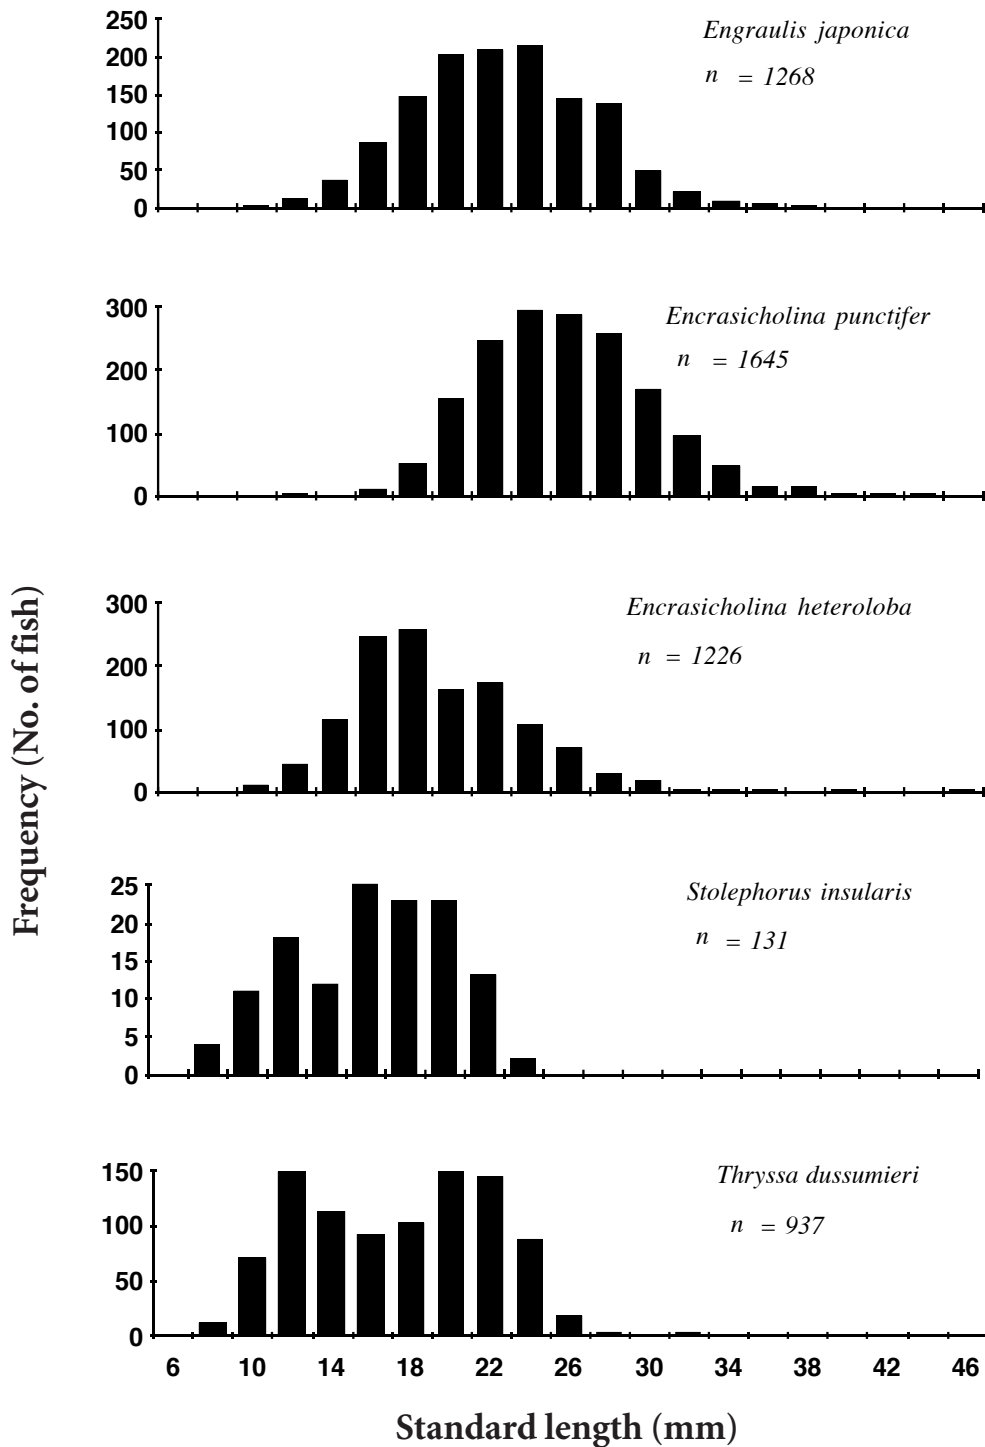 Frequency (No. of fish)
250
200
150
100
50
0
Engraulis japonica
n = 1268
300
200
100
0
Encrasicholina punctifer
n = 1645
300
200
100
0
Encrasicholina heteroloba
n = 1226
25
20
15
10
5
0
Stolephorus insularis
n = 131
150
100
50
0
Thryssa dussumieri
n = 937
6 10 14 18 22 26 30 34 38 42 46
Standard length (mm)